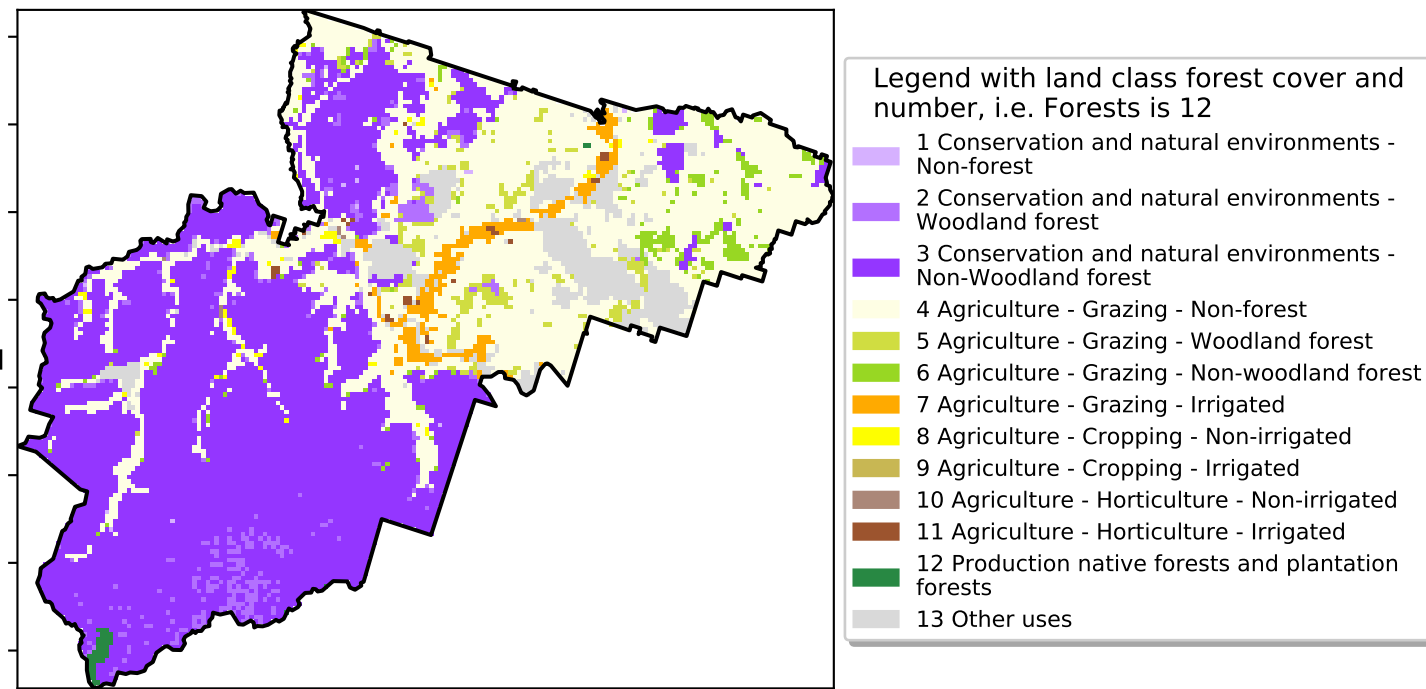 Legend with land class forest cover and
number, i.e. Forests is 12
1 Conservation and natural environments -
Non-forest
2 Conservation and natural environments -
Woodland forest
3 Conservation and natural environments -
Non-Woodland forest
4 Agriculture - Grazing - Non-forest
5 Agriculture - Grazing - Woodland forest
6 Agriculture - Grazing - Non-woodland forest
7 Agriculture - Grazing - Irrigated
8 Agriculture - Cropping - Non-irrigated
9 Agriculture - Cropping - Irrigated
10 Agriculture - Horticulture - Non-irrigated
11 Agriculture - Horticulture - Irrigated
12 Production native forests and plantation
forests
13 Other uses